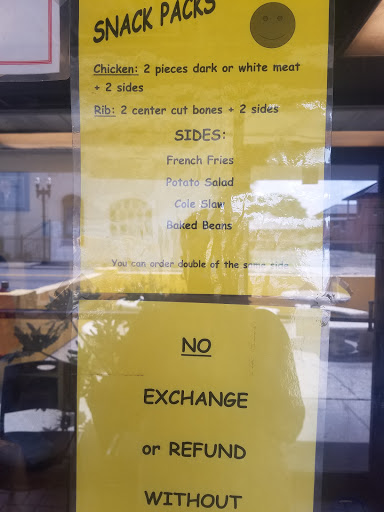 SNACK PACKS
Chicken: 2 pieces dark or white meat
+ 2 sides
Rib: 2 center cut bones + 2 sides
SIDES:
French Fries
Potato Salad
Cole Slaw
Baked Beans
You can order double of the same side
NO
EXCHANGE
or REFUND
WITHOUT